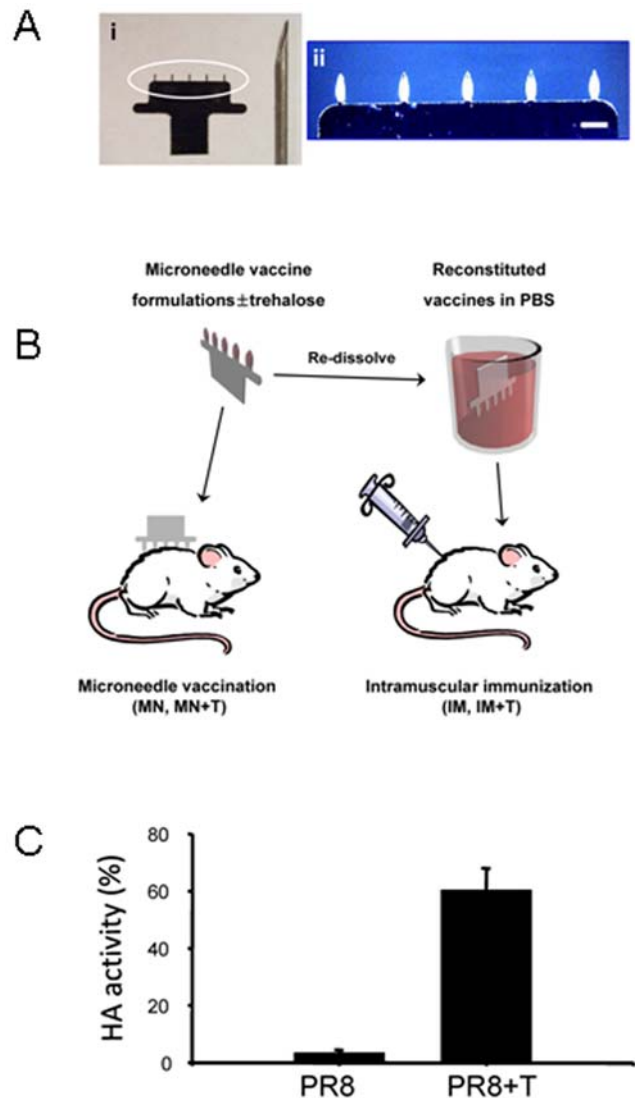 A
i
ii
Microneedle vaccine
formulations±trehalose
Reconstituted
vaccines in PBS
B
Re-dissolve
Microneedle vaccination
(MN, MN+T)
Intramuscular immunization
(IM, IM+T)
C
HA activity (%)
80
60
40
20
0
PR8
PR8+T